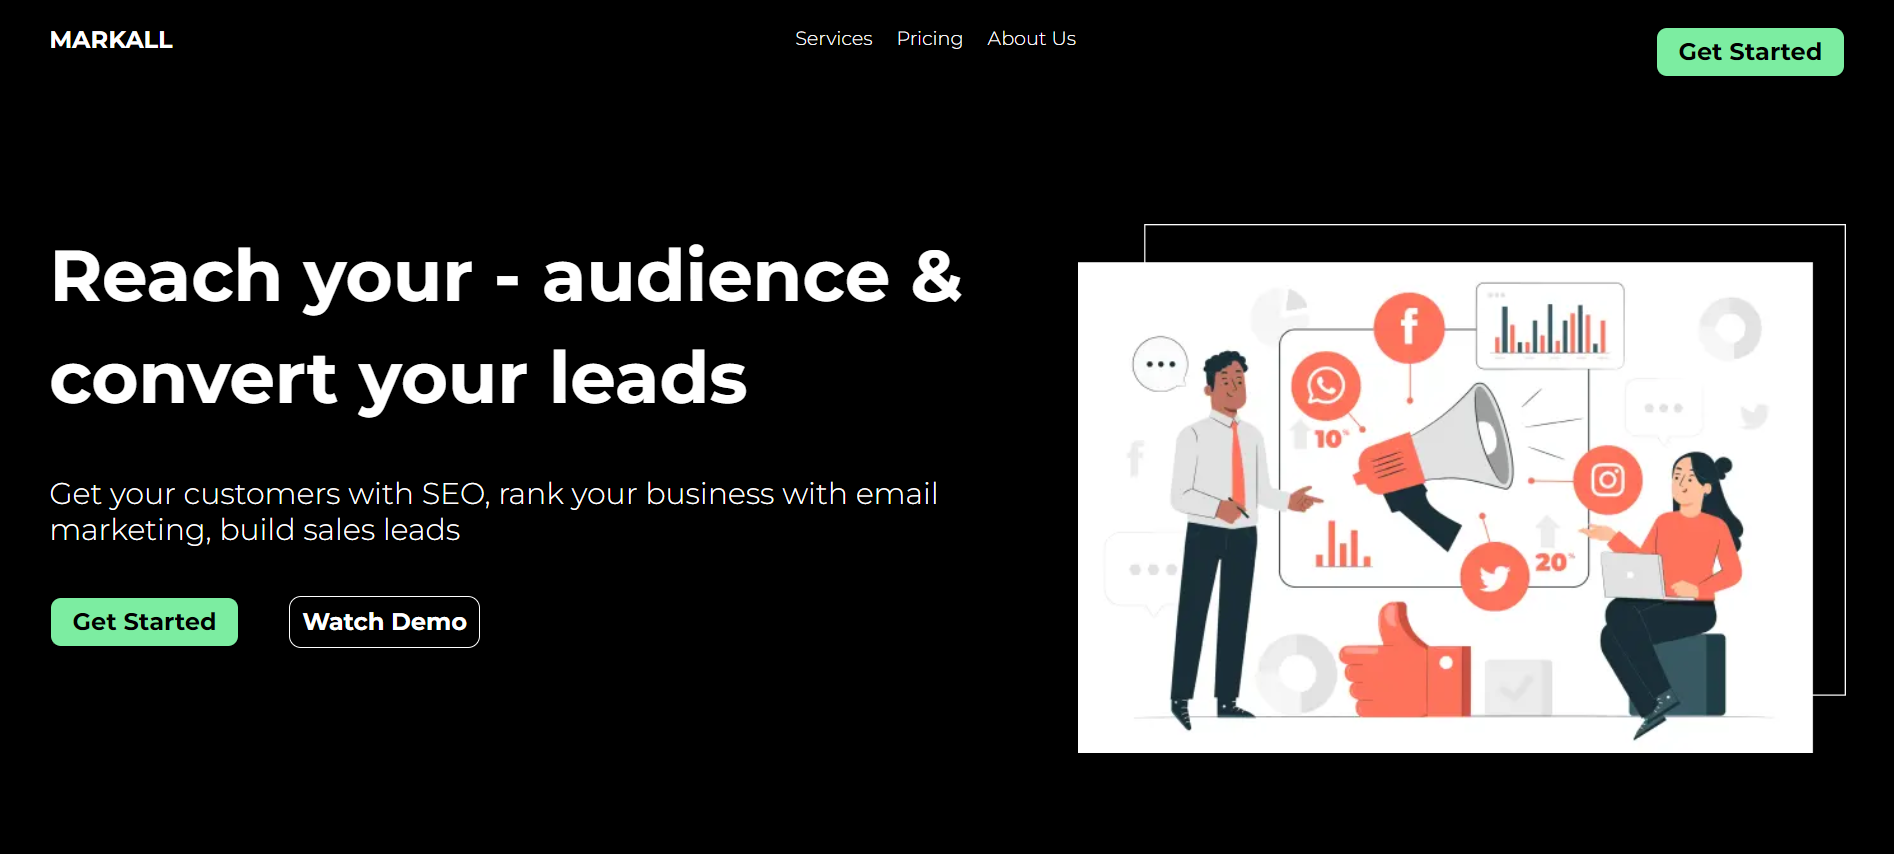 MARKALL
Services Pricing About Us
Get Started
Reach your - audience &
convert your leads
Get your customers with SEO, rank your business with email
marketing, build sales leads
Get Started
Watch Demo
10%
20%